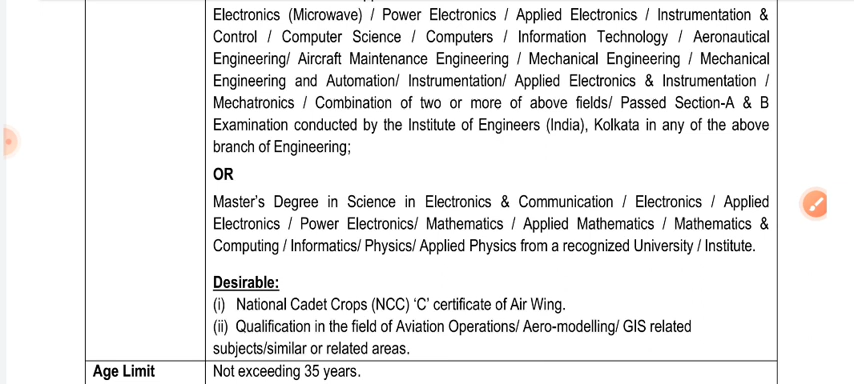 Electronics (Microwave) / Power Electronics / Applied Electronics / Instrumentation &
Control / Computer Science / Computers / Information Technology / Aeronautical
Engineering/ Aircraft Maintenance Engineering / Mechanical Engineering / Mechanical
Engineering and Automation/ Instrumentation/ Applied Electronics & Instrumentation /
Mechatronics / Combination of two or more of above fields/ Passed Section-A & B
Examination conducted by the Institute of Engineers (India), Kolkata in any of the above
branch of Engineering;
OR
Master's Degree in Science in Electronics & Communication / Electronics / Applied
Electronics / Power Electronics/ Mathematics / Applied Mathematics / Mathematics &
Computing / Informatics/ Physics/ Applied Physics from a recognized University / Institute.
Desirable:
(i) National Cadet Crops (NCC) 'C' certificate of Air Wing.
(ii) Qualification in the field of Aviation Operations/ Aero-modelling/ GIS related
subjects/similar or related areas.
Age Limit Not exceeding 35 years.